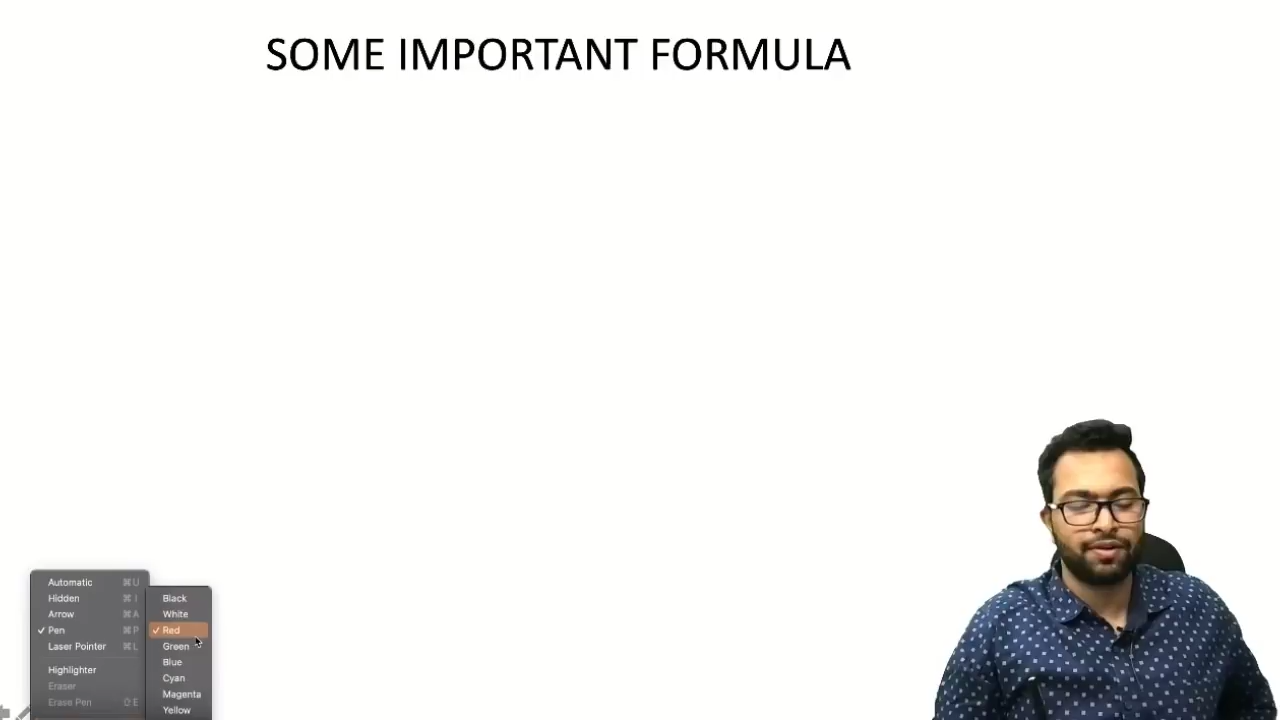 SOME IMPORTANT FORMULA
Automatic ⌘U
Hidden ⌘I
Arrow ⌘A
✓ Pen ⌘P
Laser Pointer ⌘L
Highlighter
Eraser
Erase Pen ⇧E
Black
White
✓ Red
Green
Blue
Cyan
Magenta
Yellow